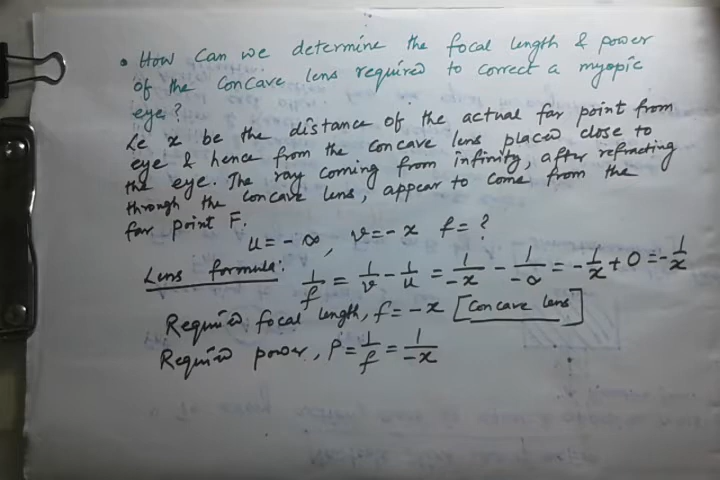 • How can we determine the focal length & power
of the concave lens required to correct a myopic
eye?
Le x be the distance of the actual far point from
eye & hence from the concave lens placed close to
the eye. The ray coming from infinity, after refracting
through the concave lens, appear to come from the
far point F.
u = - ∞, v = - x f = ?
Lens formula: 1/f = 1/v - 1/u = 1/-x - 1/-∞ = - 1/x + 0 = - 1/x
Required focal length, f = - x [Concave lens]
Required power, P = 1/f = 1/-x